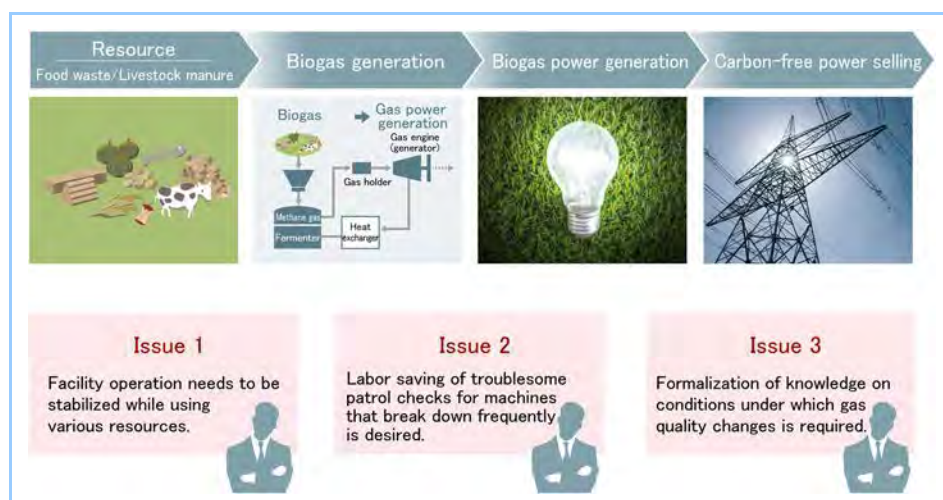 Resource
Food waste/Livestock manure
Biogas generation
Biogas power generation
Carbon-free power selling
Biogas
Gas power
generation
Gas engine
(generator)
Gas holder
Methane gas
Fermenter
Heat
exchanger
Issue 1
Facility operation needs to be
stabilized while using
various resources.
Issue 2
Labor saving of troublesome
patrol checks for machines
that break down frequently
is desired.
Issue 3
Formalization of knowledge on
conditions under which gas
quality changes is required.